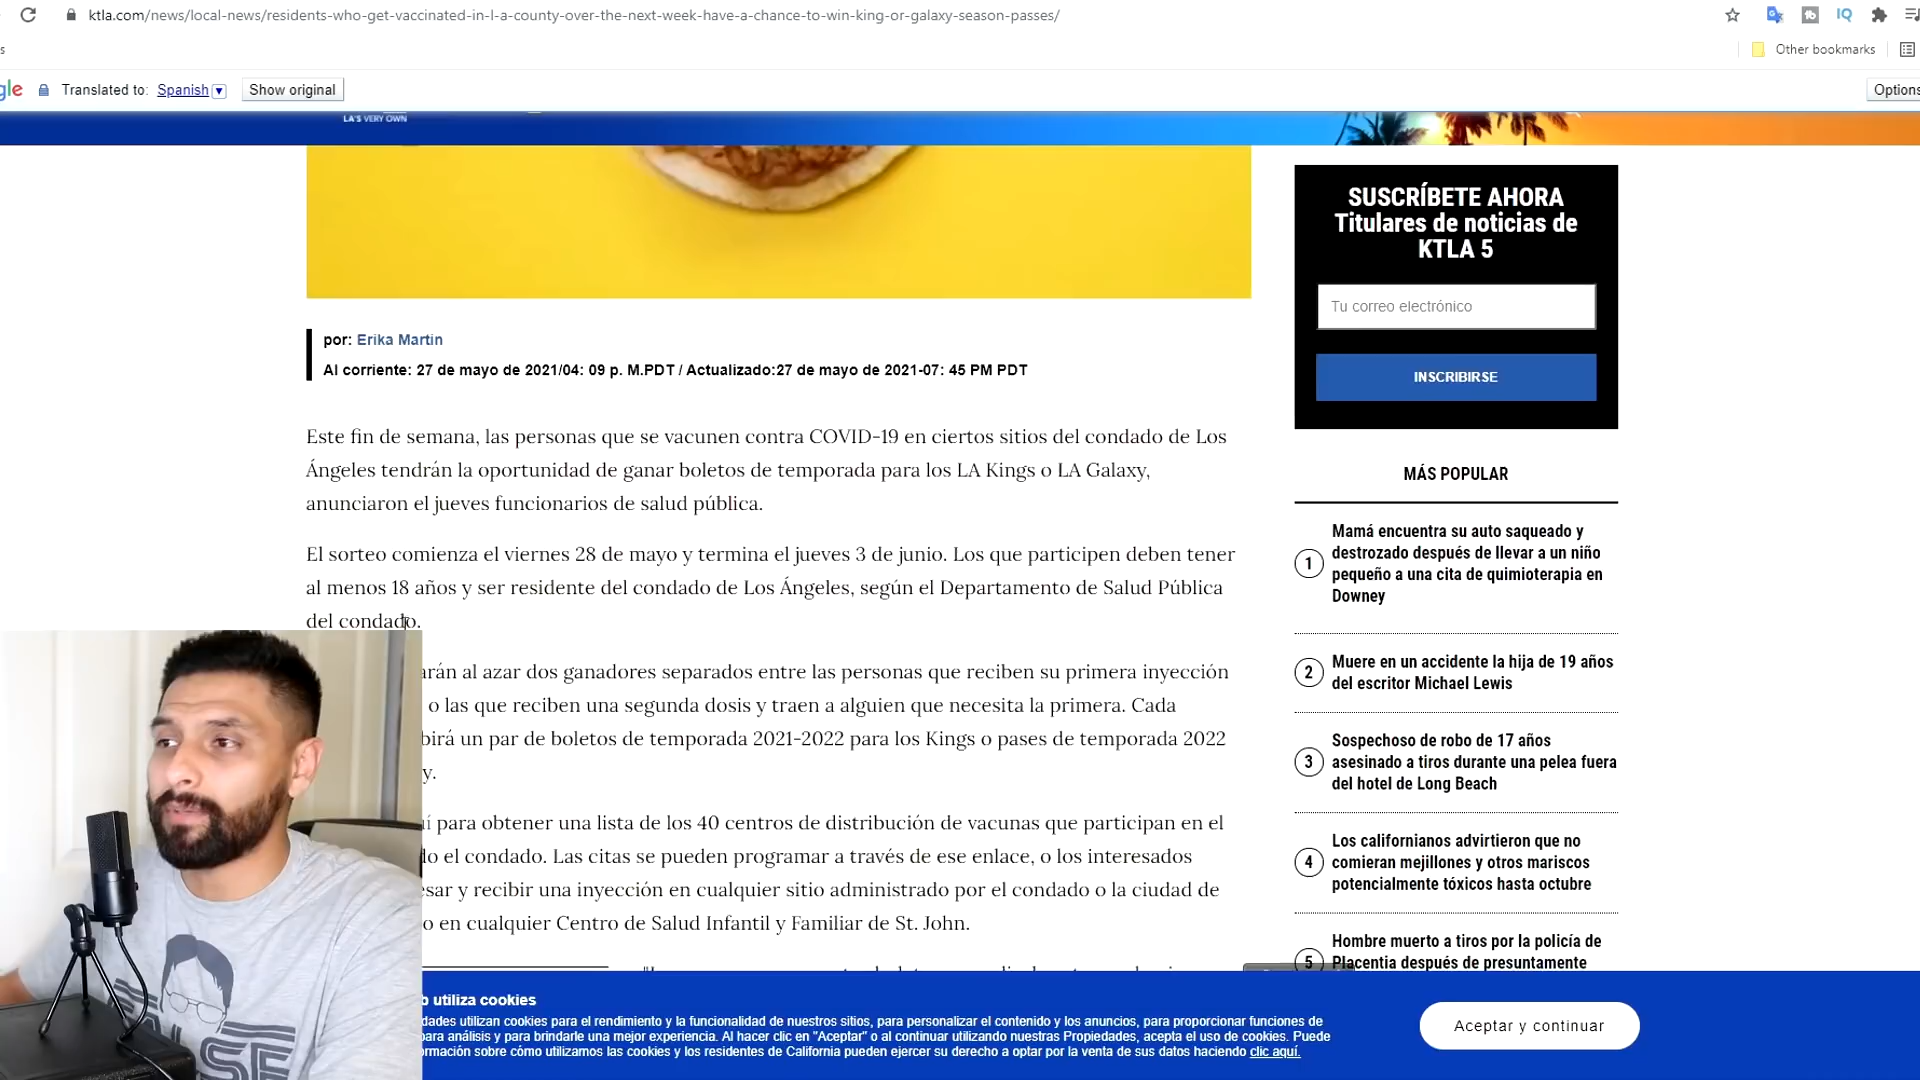 ktla.com/news/local-news/residents-who-get-vaccinated-in-l-a-county-over-the-next-week-have-a-chance-to-win-king-or-galaxy-season-passes/
IQ
s
Other bookmarks
gle Translated to: Spanish Show original
Options
LA'S VERY OWN
por: Erika Martin
Al corriente: 27 de mayo de 2021/04: 09 p. M.PDT / Actualizado:27 de mayo de 2021-07: 45 PM PDT
Este fin de semana, las personas que se vacunen contra COVID-19 en ciertos sitios del condado de Los
Ángeles tendrán la oportunidad de ganar boletos de temporada para los LA Kings o LA Galaxy,
anunciaron el jueves funcionarios de salud pública.
El sorteo comienza el viernes 28 de mayo y termina el jueves 3 de junio. Los que participen deben tener
al menos 18 años y ser residente del condado de Los Ángeles, según el Departamento de Salud Pública
del condado.
arán al azar dos ganadores separados entre las personas que reciben su primera inyección
o las que reciben una segunda dosis y traen a alguien que necesita la primera. Cada
birá un par de boletos de temporada 2021-2022 para los Kings o pases de temporada 2022
y.
uí para obtener una lista de los 40 centros de distribución de vacunas que participan en el
do el condado. Las citas se pueden programar a través de ese enlace, o los interesados
esar y recibir una inyección en cualquier sitio administrado por el condado o la ciudad de
o en cualquier Centro de Salud Infantil y Familiar de St. John.
SUSCRÍBETE AHORA
Titulares de noticias de
KTLA 5
Tu correo electrónico
INSCRIBIRSE
MÁS POPULAR
1
Mamá encuentra su auto saqueado y
destrozado después de llevar a un niño
pequeño a una cita de quimioterapia en
Downey
2
Muere en un accidente la hija de 19 años
del escritor Michael Lewis
3
Sospechoso de robo de 17 años
asesinado a tiros durante una pelea fuera
del hotel de Long Beach
4
Los californianos advirtieron que no
comieran mejillones y otros mariscos
potencialmente tóxicos hasta octubre
5
Hombre muerto a tiros por la policía de
Placentia después de presuntamente
b utiliza cookies
dades utilizan cookies para el rendimiento y la funcionalidad de nuestros sitios, para personalizar el contenido y los anuncios, para proporcionar funciones de
para análisis y para brindarle una mejor experiencia. Al hacer clic en "Aceptar" o al continuar utilizando nuestras Propiedades, acepta el uso de cookies. Puede
ormación sobre cómo utilizamos las cookies y los residentes de California pueden ejercer su derecho a optar por la venta de sus datos haciendo clic aquí.
Aceptar y continuar